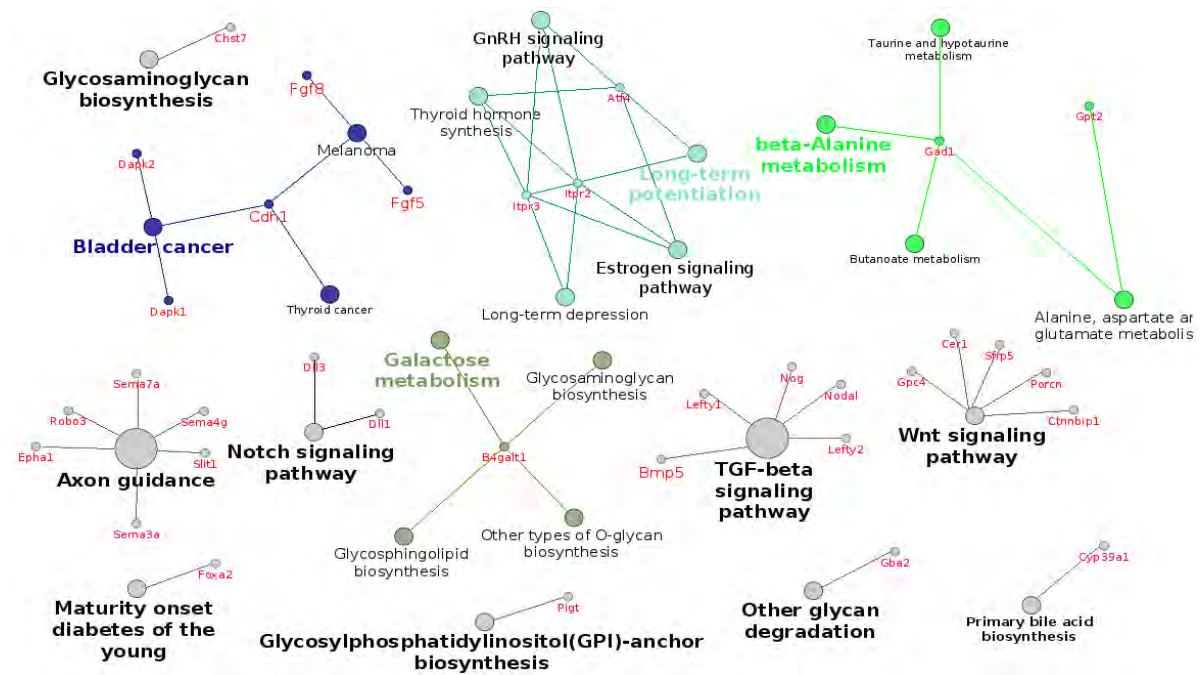 Chst7
Glycosaminoglycan
biosynthesis
Fgf8
Melanoma
Dapk2
Fgf5
Cdh1
Bladder cancer
Dapk1
Thyroid cancer
GnRH signaling
pathway
Atf4
Thyroid hormone
synthesis
Long-term
potentiation
Itpr2
Itpr3
Estrogen signaling
pathway
Long-term depression
Taurine and hypotaurine
metabolism
Gpt2
beta-Alanine
metabolism
Gad1
Butanoate metabolism
Alanine, aspartate ar
glutamate metabolis
Sema7a
Robo3
Sema4g
Epha1
Slit1
Axon guidance
Sema3a
Dll3
Dll1
Notch signaling
pathway
Galactose
metabolism
Glycosaminoglycan
biosynthesis
B4galt1
Glycosphingolipid
biosynthesis
Other types of O-glycan
biosynthesis
Nog
Lefty1
Nodal
Lefty2
Bmp5
TGF-beta
signaling
pathway
Cer1
Sfrp5
Gpc4
Porcn
Ctnnbip1
Wnt signaling
pathway
Foxa2
Maturity onset
diabetes of the
young
Pigt
Glycosylphosphatidylinositol(GPI)-anchor
biosynthesis
Gba2
Other glycan
degradation
Cyp39a1
Primary bile acid
biosynthesis